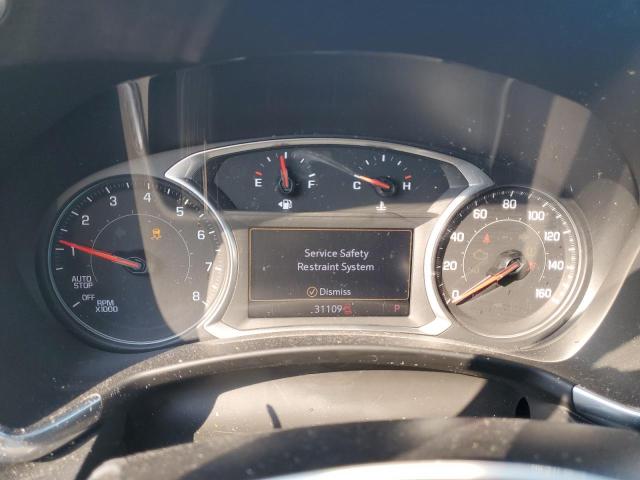 E F
C H
1 2 3 4 5 6 7 8
AUTO
STOP
OFF
RPM
X1000
Service Safety
Restraint System
Dismiss
31109
P
0 20 40 60 80 100 120 140 160